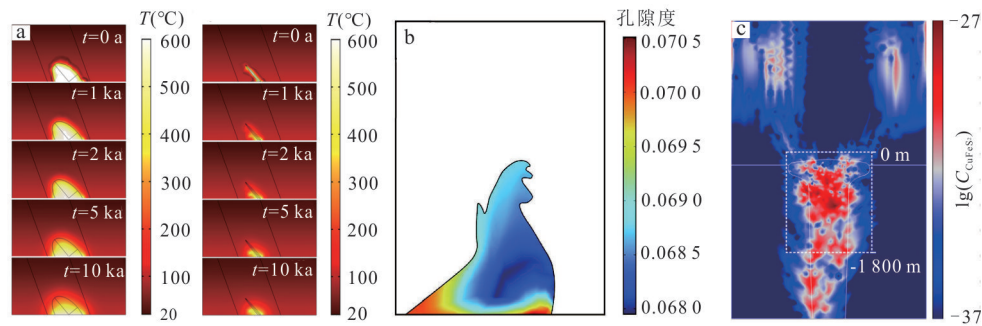 a
T(°C)
t=0 a
t=1 ka
t=2 ka
t=5 ka
t=10 ka
600
500
400
300
200
100
20
T(°C)
t=0 a
t=1 ka
t=2 ka
t=5 ka
t=10 ka
600
500
400
300
200
100
20
b
孔隙度
0.070 5
0.070 0
0.069 5
0.069 0
0.068 5
0.068 0
c
0 m
-1 800 m
-27
lg(C_CuFeS₂)
-37